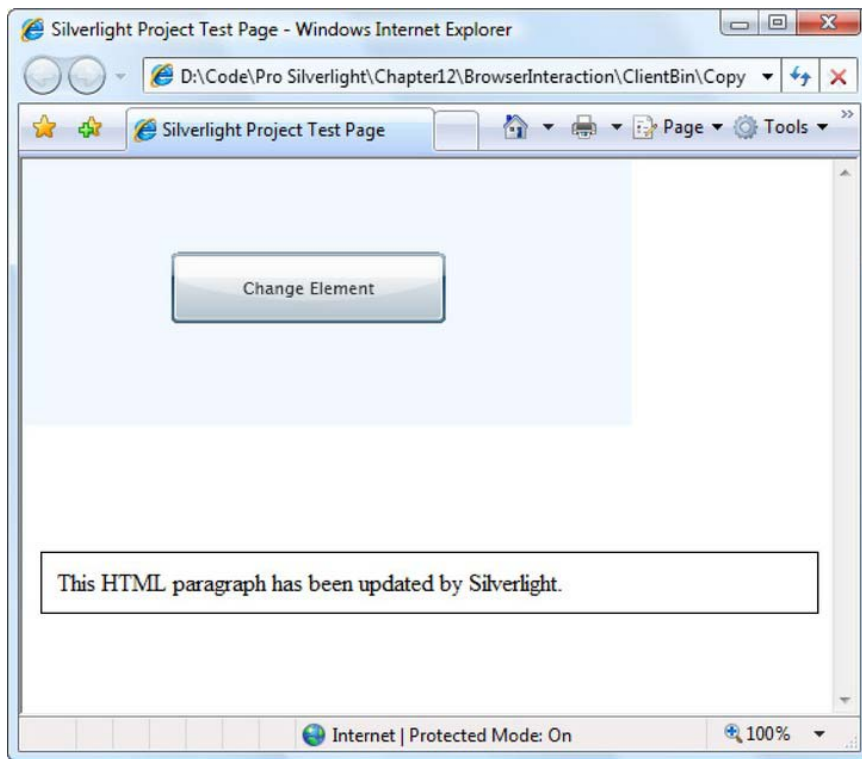 Silverlight Project Test Page - Windows Internet Explorer
D:\Code\Pro Silverlight\Chapter12\BrowserInteraction\ClientBin\Copy
Silverlight Project Test Page
Page
Tools
Change Element
This HTML paragraph has been updated by Silverlight.
Internet | Protected Mode: On
100%